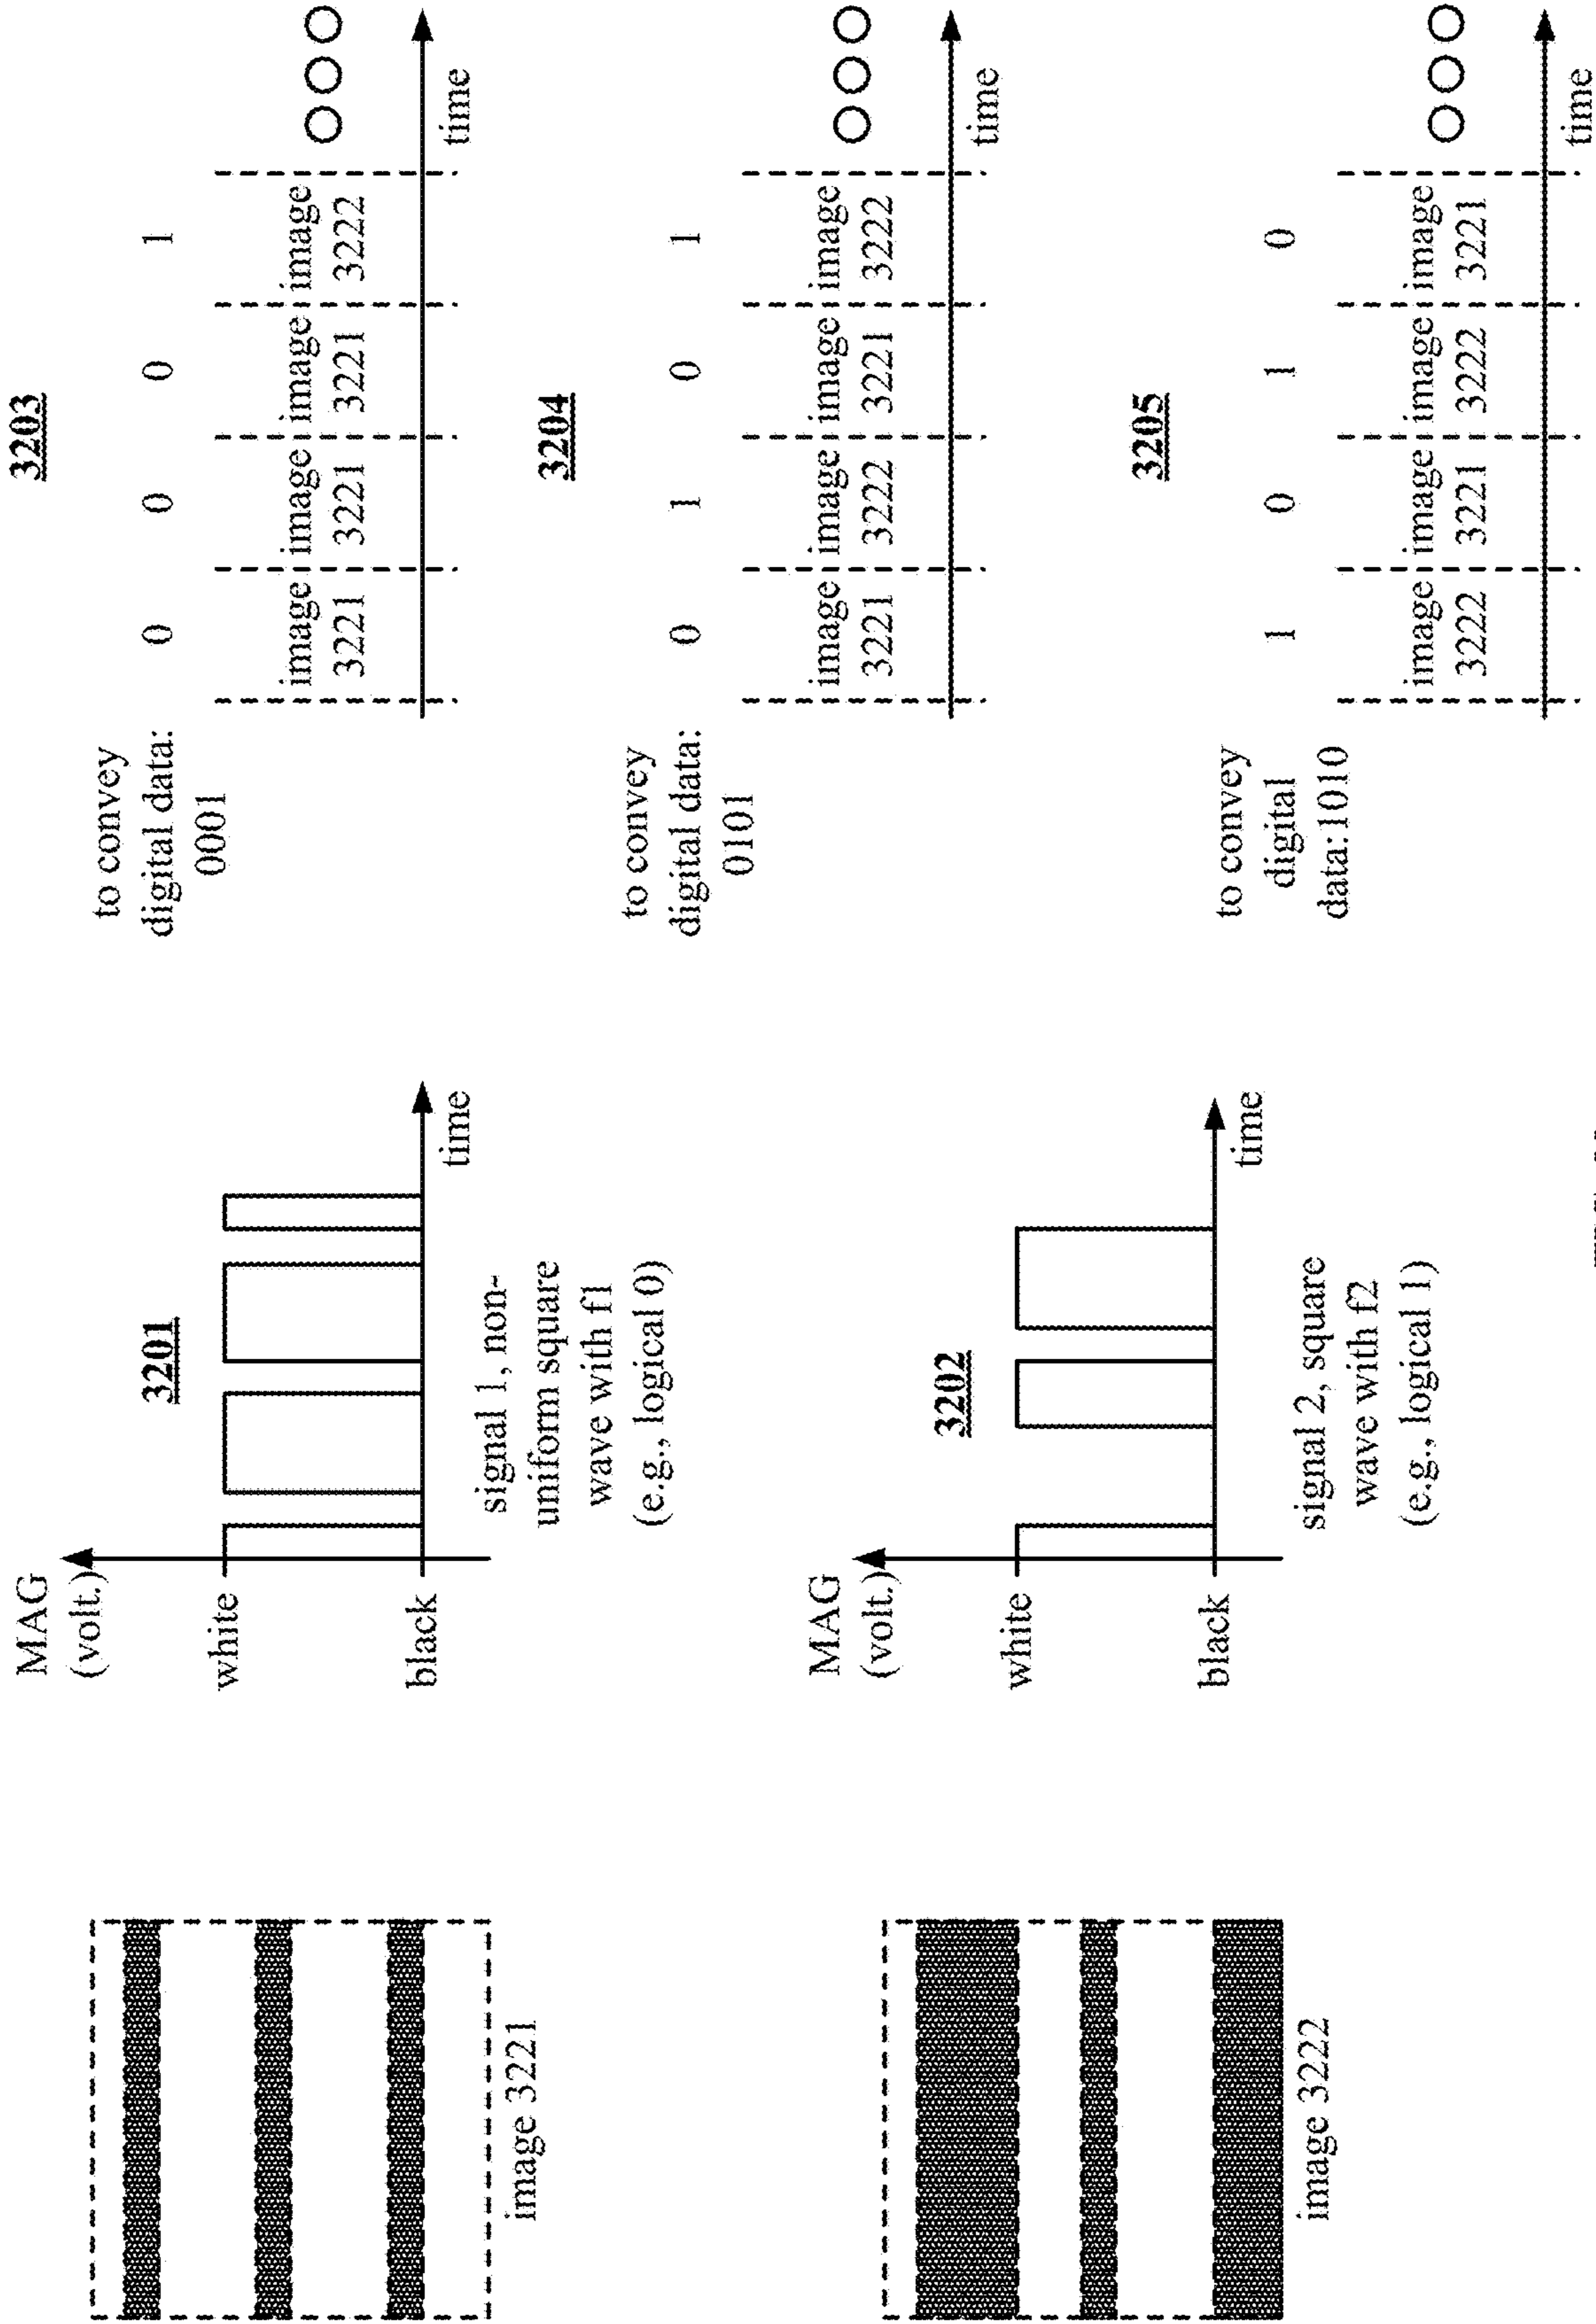 image 3221
MAG
(volt.)
white
black
3201
time
signal 1, non-
uniform square
wave with f1
(e.g., logical 0)
3203
to convey
digital data:
0001
0 0 0 1
image image image image
3221 3221 3221 3222
time
3204
to convey
digital data:
0101
0 1 0 1
image image image image
3221 3222 3221 3222
time
image 3222
MAG
(volt.)
white
black
3202
time
signal 2, square
wave with f2
(e.g., logical 1)
3205
to convey
digital
data:1010
1 0 1 0
image image image image
3222 3221 3222 3221
time